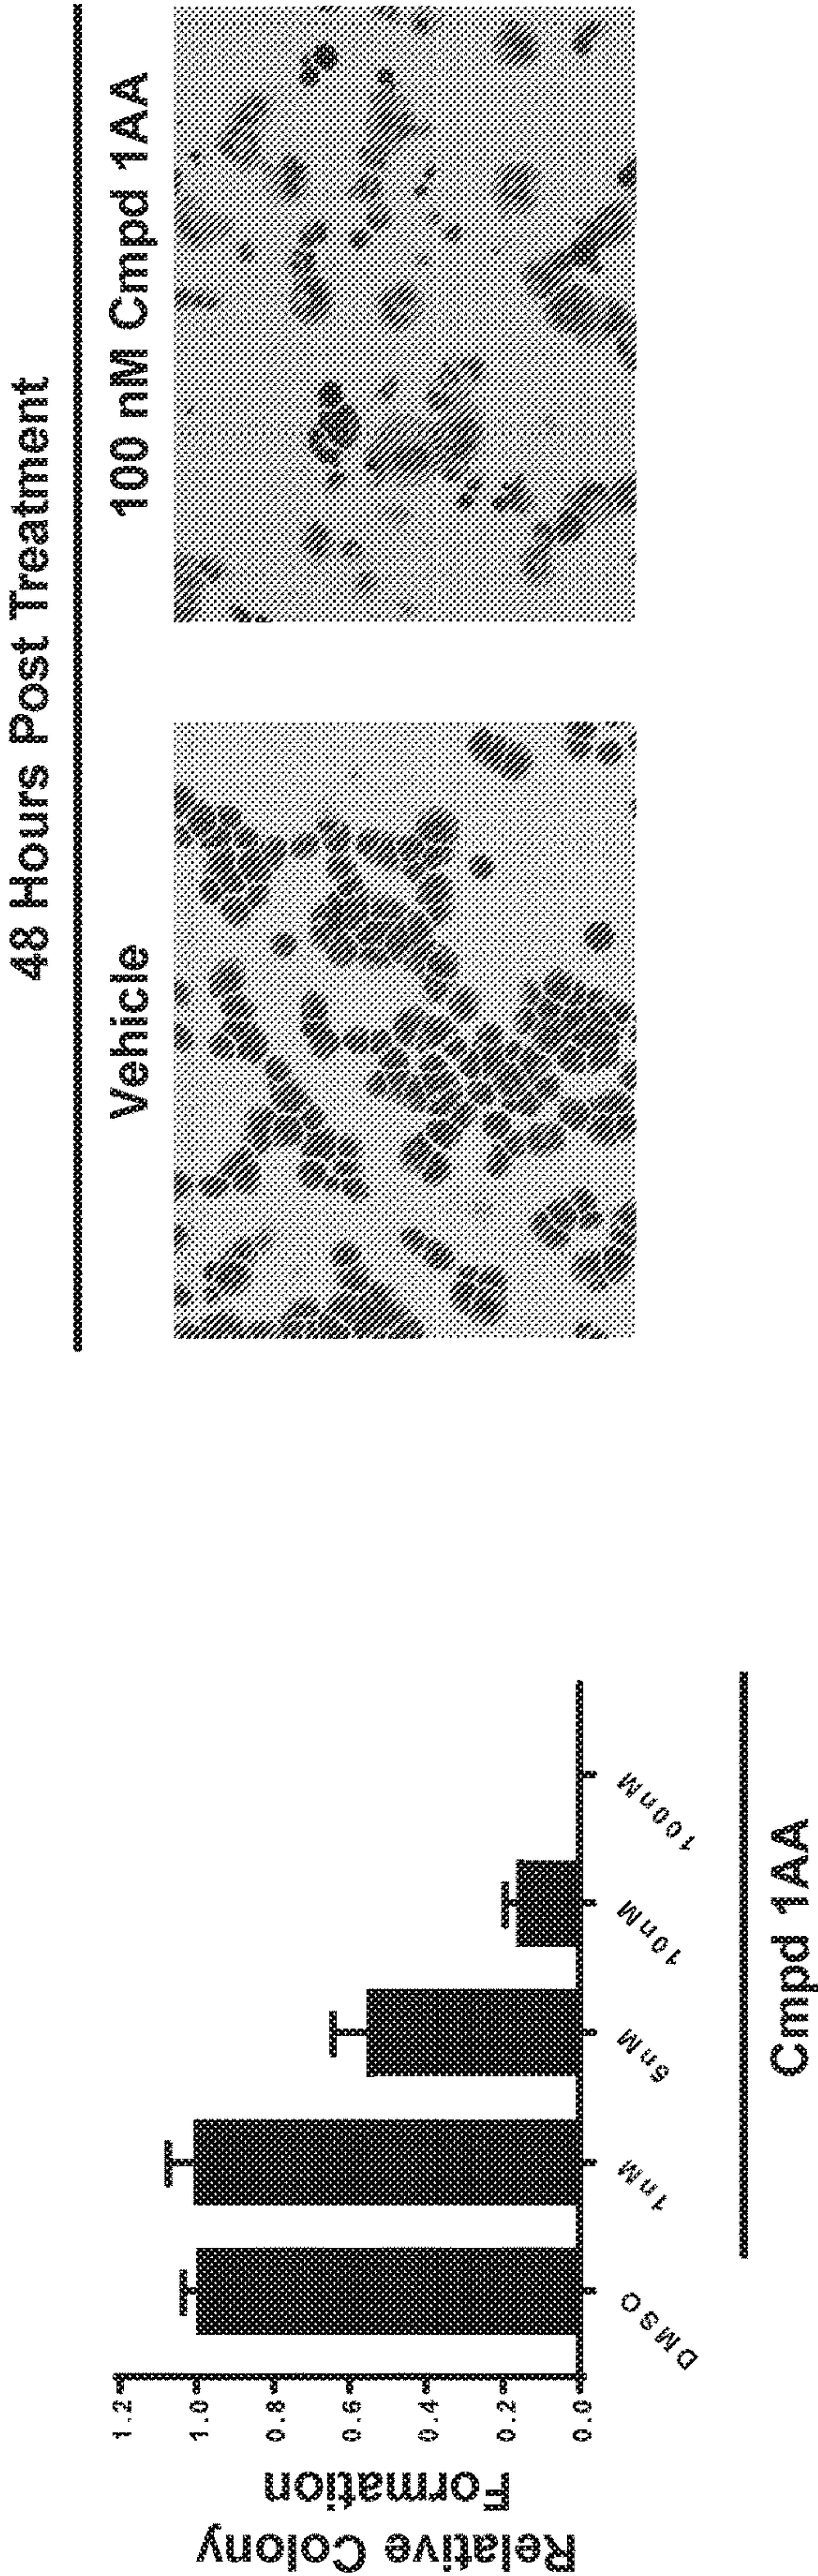 48 Hours Post Treatment
Vehicle
100 nM Cmpd 1AA
Relative Colony
Formation
1.2
1.0
0.8
0.6
0.4
0.2
0.0
DMSO
1nM
5nM
10nM
100nM
Cmpd 1AA